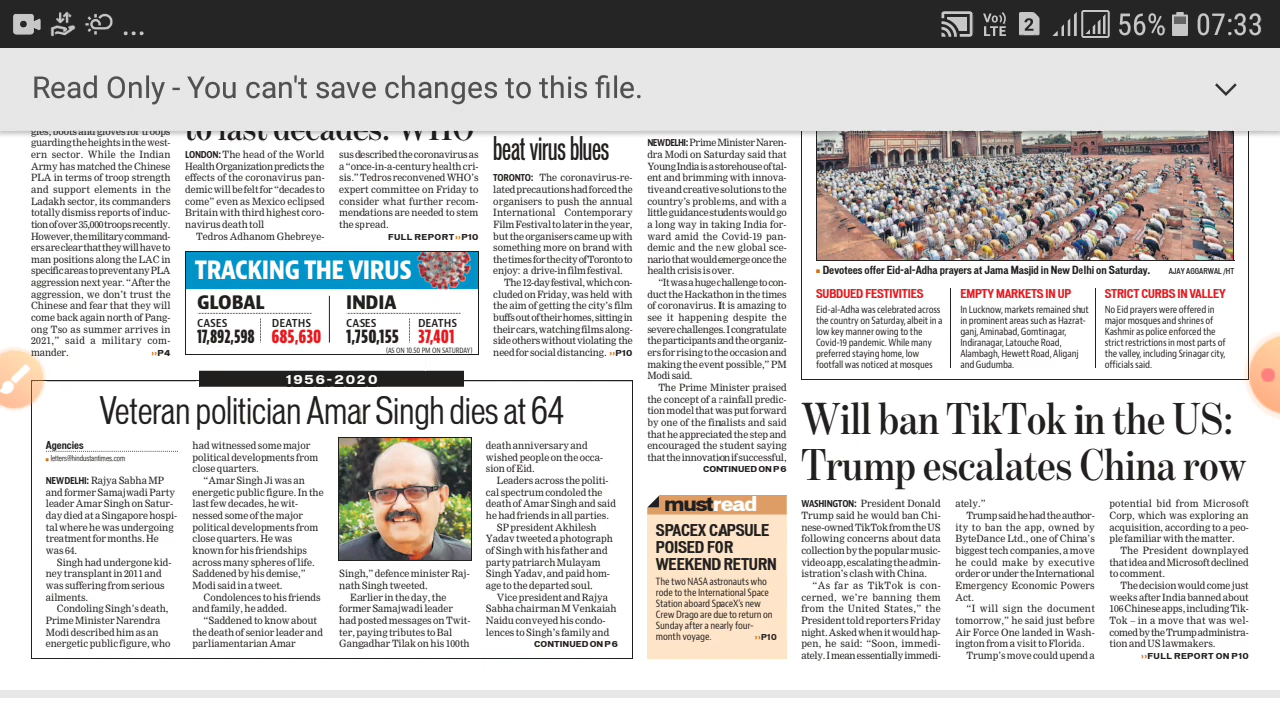 Vo)
LTE
2
56%
07:33
Read Only - You can't save changes to this file.
gies, boots and gloves for troops
guarding the heights in the west-
ern sector. While the Indian
Army has matched the Chinese
PLA in terms of troop strength
and support elements in the
Ladakh sector, its commanders
totally dismiss reports of induc-
tion of over 35,000 troops recently.
However, the military command-
ers are clear that they will have to
man positions along the LAC in
specific areas to prevent any PLA
aggression next year. “After the
aggression, we don’t trust the
Chinese and fear that they will
come back again north of Pang-
ong Tso as summer arrives in
2021,” said a military com-
mander. ››P4
to last decades: WHO
LONDON: The head of the World
Health Organization predicts the
effects of the coronavirus pan-
demic will be felt for “decades to
come” even as Mexico eclipsed
Britain with third highest coro-
navirus death toll
Tedros Adhanom Ghebreye-
sus described the coronavirus as
a “once-in-a-century health cri-
sis.” Tedros reconvened WHO’s
expert committee on Friday to
consider what further recom-
mendations are needed to stem
the spread.
FULL REPORT ››P10
TRACKING THE VIRUS
GLOBAL
CASES
17,892,598
DEATHS
685,630
INDIA
CASES
1,750,155
DEATHS
37,401
(AS ON 10.50 PM ON SATURDAY)
beat virus blues
TORONTO: The coronavirus-re-
lated precautions had forced the
organisers to push the annual
International Contemporary
Film Festival to later in the year,
but the organisers came up with
something more on brand with
the times for the city of Toronto to
enjoy: a drive-in film festival.
The 12-day festival, which con-
cluded on Friday, was held with
the aim of getting the city’s film
buffs out of their homes, sitting in
their cars, watching films along-
side others without violating the
need for social distancing. ››P10
NEW DELHI: Prime Minister Naren-
dra Modi on Saturday said that
Young India is a storehouse of tal-
ent and brimming with innova-
tive and creative solutions to the
country’s problems, and with a
little guidance students would go
a long way in taking India for-
ward amid the Covid-19 pan-
demic and the new global sce-
nario that would emerge once the
health crisis is over.
“It was a huge challenge to con-
duct the Hackathon in the times
of coronavirus. It is amazing to
see it happening despite the
severe challenges. I congratulate
the participants and the organiz-
ers for rising to the occasion and
making the event possible,” PM
Modi said.
The Prime Minister praised
the concept of a rainfall predic-
tion model that was put forward
by one of the finalists and said
that he appreciated the step and
encouraged the student saying
that the innovation if successful,
CONTINUED ON P6
Devotees offer Eid-al-Adha prayers at Jama Masjid in New Delhi on Saturday. AJAY AGGARWAL /HT
SUBDUED FESTIVITIES
Eid-al-Adha was celebrated across
the country on Saturday, albeit in a
low key manner owing to the
Covid-19 pandemic. While many
preferred staying home, low
footfall was noticed at mosques
EMPTY MARKETS IN UP
In Lucknow, markets remained shut
in prominent areas such as Hazrat-
ganj, Aminabad, Gomtinagar,
Indiranagar, Latouche Road,
Alambagh, Hewett Road, Aliganj
and Gudumba.
STRICT CURBS IN VALLEY
No Eid prayers were offered in
major mosques and shrines of
Kashmir as police enforced the
strict restrictions in most parts of
the valley, including Srinagar city,
officials said.
1956-2020
Veteran politician Amar Singh dies at 64
Agencies
letters@hindustantimes.com
NEW DELHI: Rajya Sabha MP
and former Samajwadi Party
leader Amar Singh on Satur-
day died at a Singapore hospi-
tal where he was undergoing
treatment for months. He
was 64.
Singh had undergone kid-
ney transplant in 2011 and
was suffering from serious
ailments.
Condoling Singh’s death,
Prime Minister Narendra
Modi described him as an
energetic public figure, who
had witnessed some major
political developments from
close quarters.
“Amar Singh Ji was an
energetic public figure. In the
last few decades, he wit-
nessed some of the major
political developments from
close quarters. He was
known for his friendships
across many spheres of life.
Saddened by his demise,”
Modi said in a tweet.
Condolences to his friends
and family, he added.
“Saddened to know about
the death of senior leader and
parliamentarian Amar
Singh,” defence minister Raj-
nath Singh tweeted.
Earlier in the day, the
former Samajwadi leader
had posted messages on Twit-
ter, paying tributes to Bal
Gangadhar Tilak on his 100th
death anniversary and
wished people on the occa-
sion of Eid.
Leaders across the politi-
cal spectrum condoled the
death of Amar Singh and said
he had friends in all parties.
SP president Akhilesh
Yadav tweeted a photograph
of Singh with his father and
party patriarch Mulayam
Singh Yadav, and paid hom-
age to the departed soul.
Vice president and Rajya
Sabha chairman M Venkaiah
Naidu conveyed his condo-
lences to Singh’s family and
CONTINUED ON P6
mustread
SPACEX CAPSULE
POISED FOR
WEEKEND RETURN
The two NASA astronauts who
rode to the International Space
Station aboard SpaceX’s new
Crew Drago are due to return on
Sunday after a nearly four-
month voyage. ››P10
Will ban TikTok in the US:
Trump escalates China row
WASHINGTON: President Donald
Trump said he would ban Chi-
nese-owned TikTok from the US
following concerns about data
collection by the popular music-
video app, escalating the admin-
istration’s clash with China.
“As far as TikTok is con-
cerned, we’re banning them
from the United States,” the
President told reporters Friday
night. Asked when it would hap-
pen, he said: “Soon, immedi-
ately. I mean essentially immedi-
ately.”
Trump said he had the author-
ity to ban the app, owned by
ByteDance Ltd., one of China’s
biggest tech companies, a move
he could make by executive
order or under the International
Emergency Economic Powers
Act.
“I will sign the document
tomorrow,” he said just before
Air Force One landed in Wash-
ington from a visit to Florida.
Trump’s move could upend a
potential bid from Microsoft
Corp, which was exploring an
acquisition, according to a peo-
ple familiar with the matter.
The President downplayed
that idea and Microsoft declined
to comment.
The decision would come just
weeks after India banned about
106 Chinese apps, including Tik-
Tok – in a move that was wel-
comed by the Trump administra-
tion and US lawmakers.
››FULL REPORT ON P10